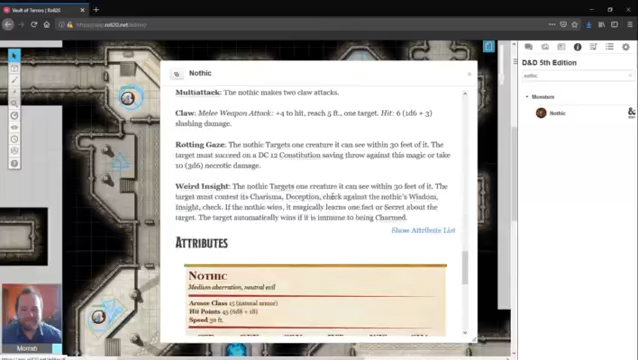 Vault of Terrors | Roll20
https://app.roll20.net/editor/
Nothic
D&D 5th Edition
nothic
Monsters
Nothic
Multiattack: The nothic makes two claw attacks.
Claw: Melee Weapon Attack: +4 to hit, reach 5 ft., one target. Hit: 6 (1d6 + 3)
slashing damage.
Rotting Gaze: The nothic Targets one creature it can see within 30 feet of it. The
target must succeed on a DC 12 Constitution saving throw against this magic or take
10 (3d6) necrotic damage.
Weird Insight: The nothic Targets one creature it can see within 30 feet of it. The
target must contest its Charisma, Deception, check against the nothic's Wisdom,
insight, check. If the nothic wins, it magically learns one fact or Secret about the
target. The target automatically wins if it is immune to being Charmed.
Show Attribute List
ATTRIBUTES
NOTHIC
Medium aberration, neutral evil
Armor Class 15 (natural armor)
Hit Points 45 (6d8 + 18)
Speed 30 ft.